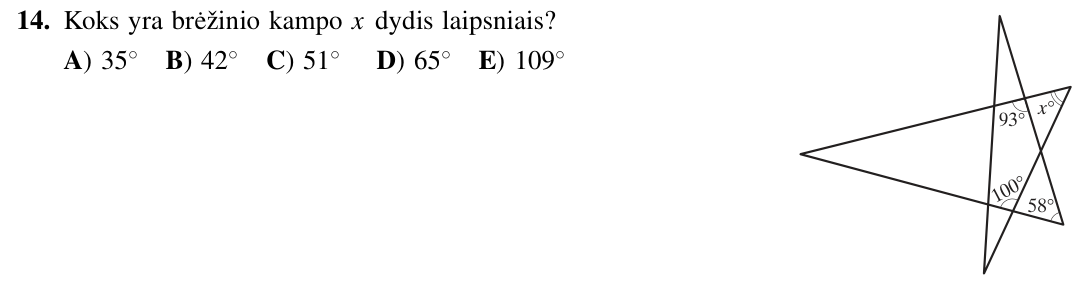 14. Koks yra brėžinio kampo x dydis laipsniais?
A) 35° B) 42° C) 51° D) 65° E) 109°
93° x°
100°
58°